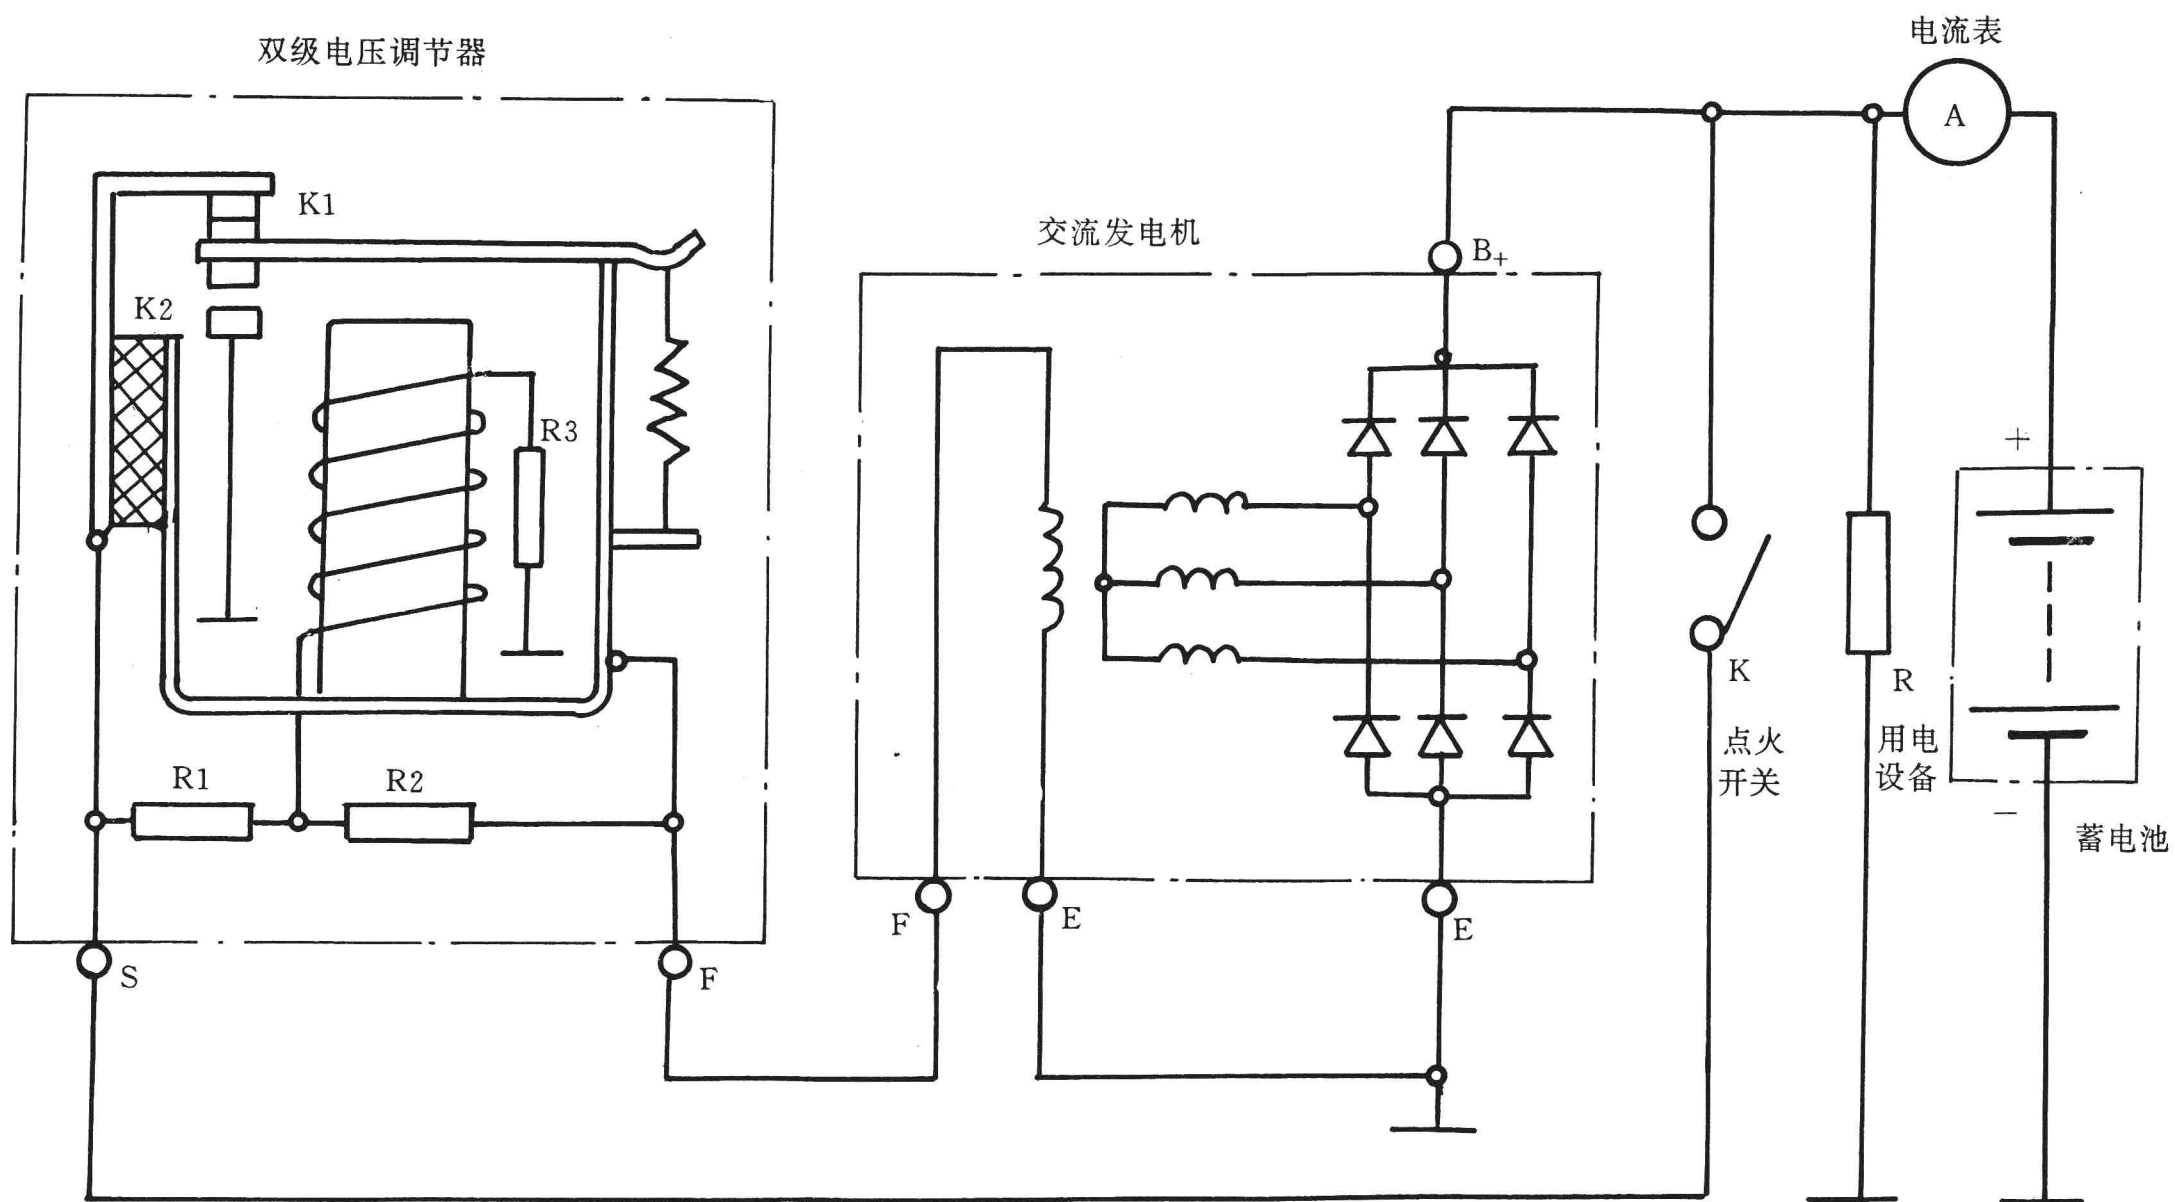 双级电压调节器
电流表
A
K1
交流发电机
B+
K2
R3
+
K
R
点火
开关
用电
设备
R1
R2
−
蓄电池
F
E
E
S
F